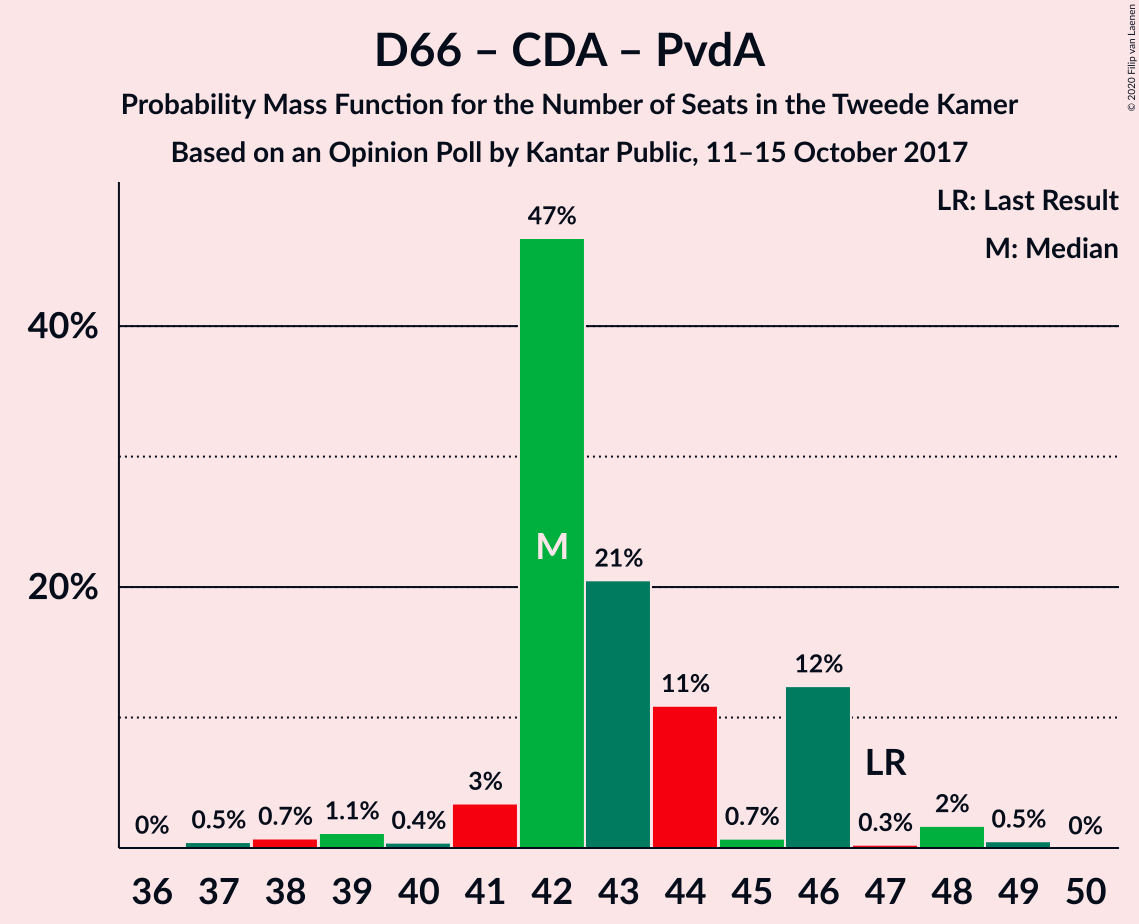 D66 – CDA – PvdA
Probability Mass Function for the Number of Seats in the Tweede Kamer
Based on an Opinion Poll by Kantar Public, 11–15 October 2017
© 2020 Filip van Laenen
LR: Last Result
M: Median
40%
20%
0%
0.5%
0.7%
1.1%
0.4%
3%
47%
M
21%
11%
0.7%
12%
LR
0.3%
2%
0.5%
0%
36 37 38 39 40 41 42 43 44 45 46 47 48 49 50